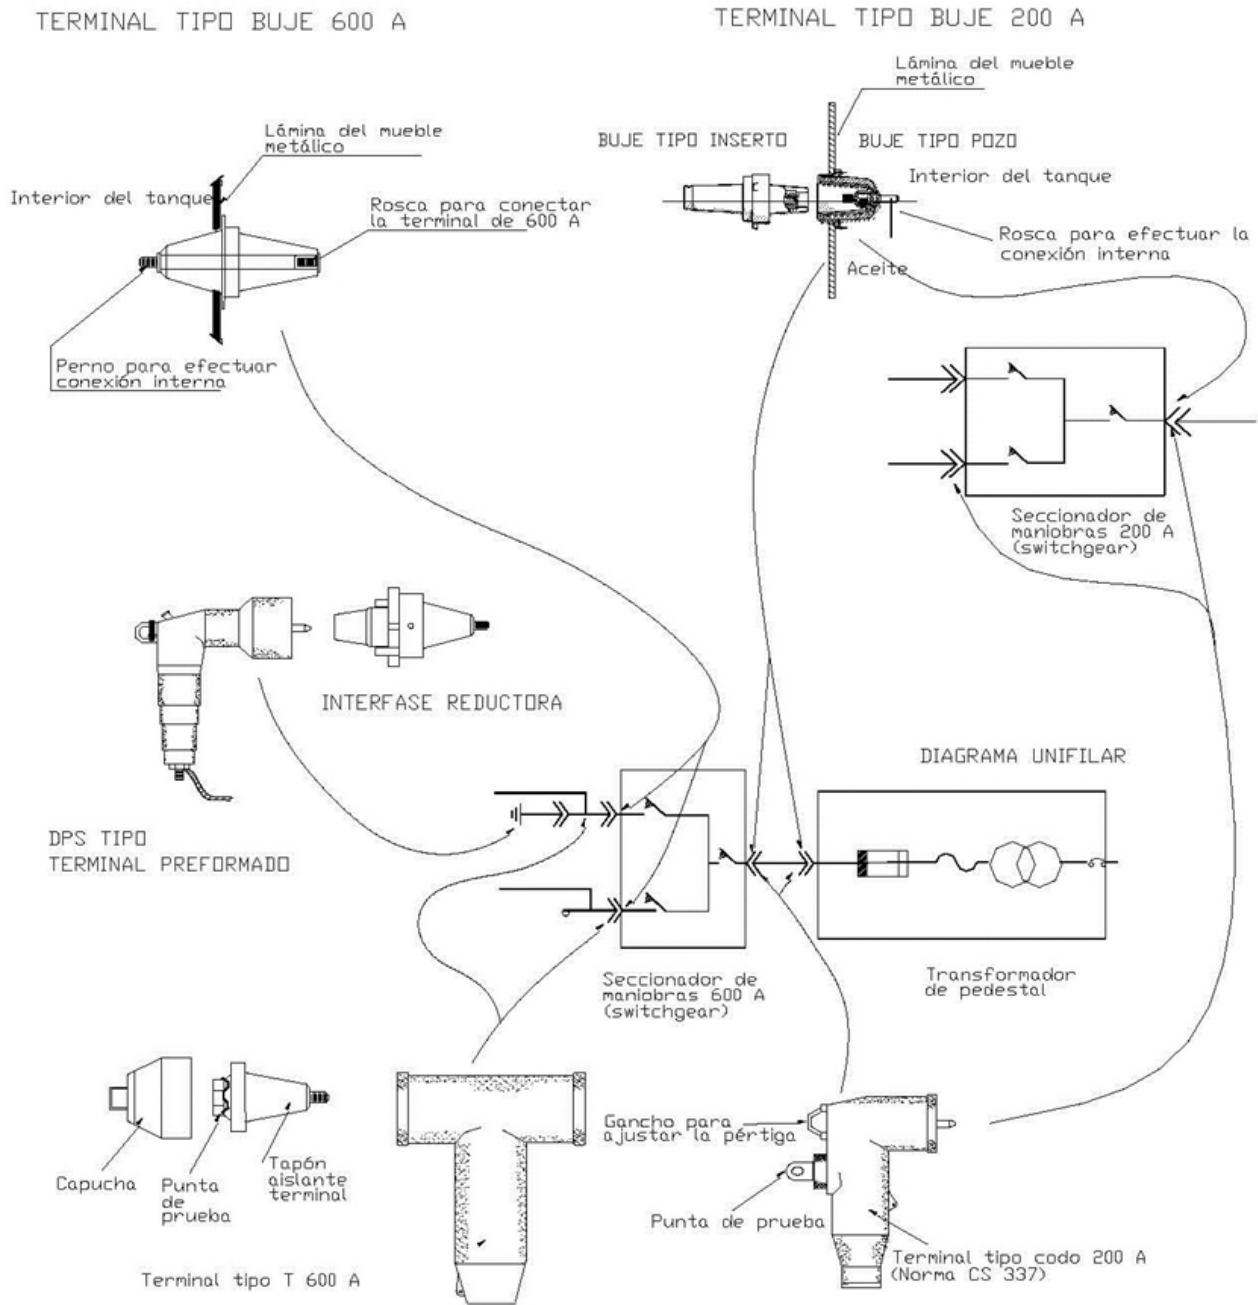 TERMINAL TIPO BUJE 600 A
TERMINAL TIPO BUJE 200 A
Lámina del mueble
metálico
Lámina del mueble
metálico
BUJE TIPO INSERTO
BUJE TIPO POZO
Interior del tanque
Interior del tanque
Rosca para conectar
la terminal de 600 A
Rosca para efectuar la
conexión interna
Aceite
Perno para efectuar
conexión interna
Seccionador de
maniobras 200 A
(switchgear)
INTERFASE REDUCTORA
DIAGRAMA UNIFILAR
DPS TIPO
TERMINAL PREFORMADO
Seccionador de
maniobras 600 A
(switchgear)
Transformador
de pedestal
Gancho para
ajustar la pértiga
Capucha
Punta
de
prueba
Tapón
aislante
terminal
Punta de prueba
Terminal tipo codo 200 A
(Norma CS 337)
Terminal tipo T 600 A